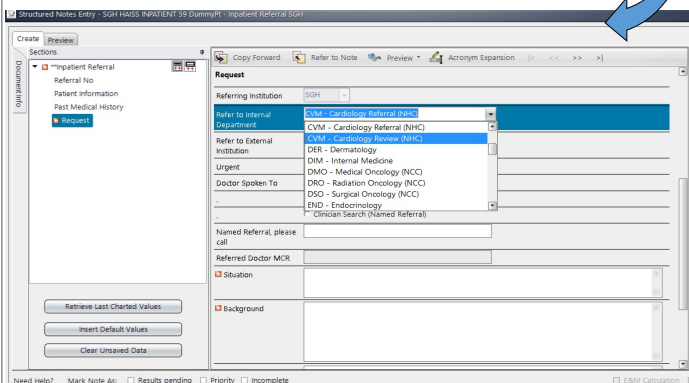 Structured Notes Entry - SGH HAISS INPATIENT 59 DummyPt - Inpatient Referral SGH
Create Preview
Sections
Document Info
**Inpatient Referral
Referral No
Patient Information
Past Medical History
Request
Retrieve Last Charted Values
Insert Default Values
Clear Unsaved Data
Copy Forward Refer to Note Preview Acronym Expansion |< << >> >|
Request
Referring Institution SGH
Refer to Internal Department CVM - Cardiology Referral (NHC)
CVM - Cardiology Referral (NHC)
CVM - Cardiology Review (NHC)
DER - Dermatology
DIM - Internal Medicine
DMO - Medical Oncology (NCC)
DRO - Radiation Oncology (NCC)
DSO - Surgical Oncology (NCC)
END - Endocrinology
Refer to External Institution
Urgent
Doctor Spoken To
.
. Clinician Search (Named Referral)
Named Referral, please call
Referred Doctor MCR
Situation
Background
Need Help? Mark Note As: Results pending Priority Incomplete E&M Calculation